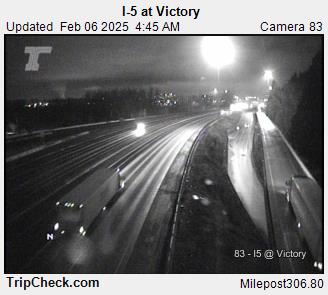 I-5 at Victory
Updated Feb 06 2025 4:45 AM Camera 83
T
N
83 - I5 @ Victory
TripCheck.com Milepost306.80